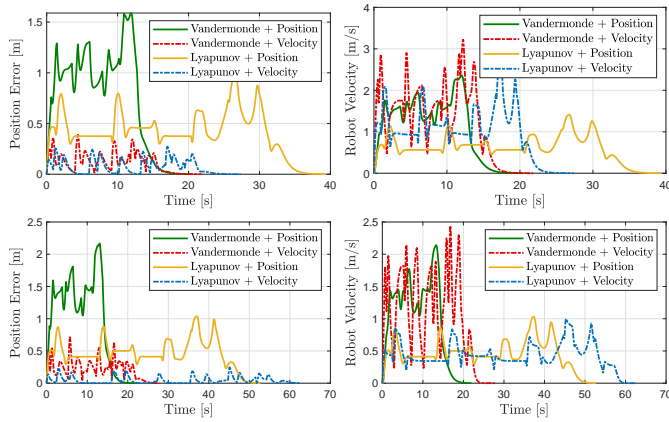 Position Error [m]
1.5
1
0.5
0
0
10
20
30
40
Time [s]
Vandermonde + Position
Vandermonde + Velocity
Lyapunov + Position
Lyapunov + Velocity
Robot Velocity [m/s]
4
3
2
1
0
0
10
20
30
40
Time [s]
Vandermonde + Position
Vandermonde + Velocity
Lyapunov + Position
Lyapunov + Velocity
Position Error [m]
2.5
2
1.5
1
0.5
0
0
10
20
30
40
50
60
70
Time [s]
Vandermonde + Position
Vandermonde + Velocity
Lyapunov + Position
Lyapunov + Velocity
Robot Velocity [m/s]
2.5
2
1.5
1
0.5
0
0
10
20
30
40
50
60
70
Time [s]
Vandermonde + Position
Vandermonde + Velocity
Lyapunov + Position
Lyapunov + Velocity